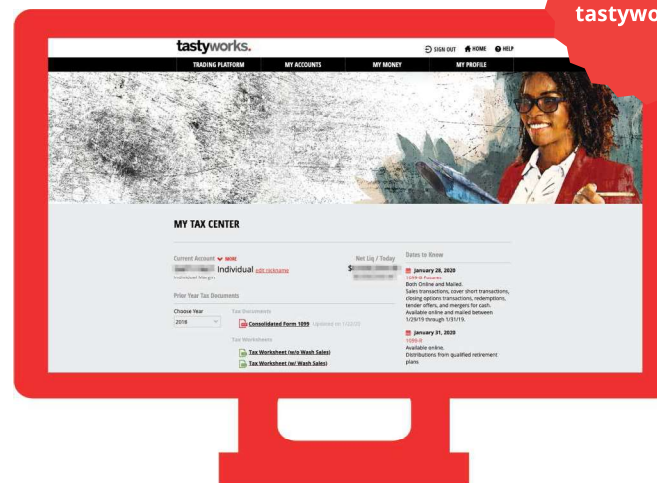 tastywo
tastyworks.
SIGN OUT HOME HELP
TRADING PLATFORM MY ACCOUNTS MY MONEY MY PROFILE
MY TAX CENTER
Current Account MORE
Individual edit nickname
Net Liq / Today
$
Prior Year Tax Documents
Choose Year
2018
Tax Documents
Consolidated Form 1099
Tax Worksheets
Tax Worksheet (w/o Wash Sales)
Tax Worksheet (w/ Wash Sales)
Dates to Know
January 28, 2020
Both Online and Mailed.
Sales transactions, cover short transactions,
closing options transactions, redemptions,
tender offers, and mergers for cash.
Available online and mailed between
1/29/19 through 1/31/19.
January 31, 2020
1099-R
Available online.
Distributions from qualified retirement
plans